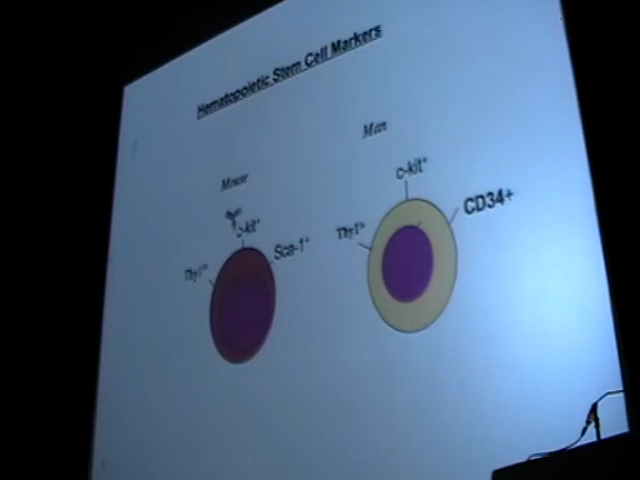 Hematopoietic Stem Cell Markers
Man
Mouse
c-kit⁺
CD34+
c-kit⁺
Sca-1⁺
Thy1ˡᵒ
Thy1ˡᵒ